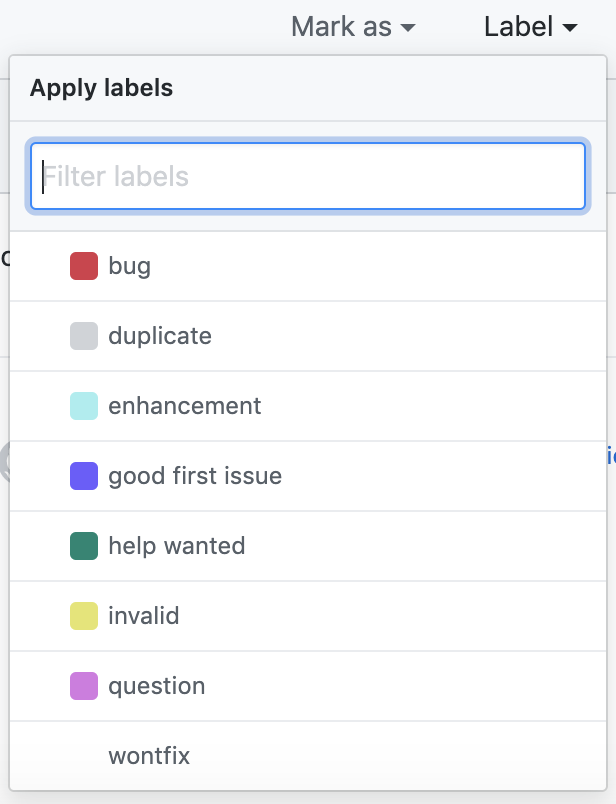 Mark as
Label
Apply labels
Filter labels
bug
duplicate
enhancement
good first issue
help wanted
invalid
question
wontfix